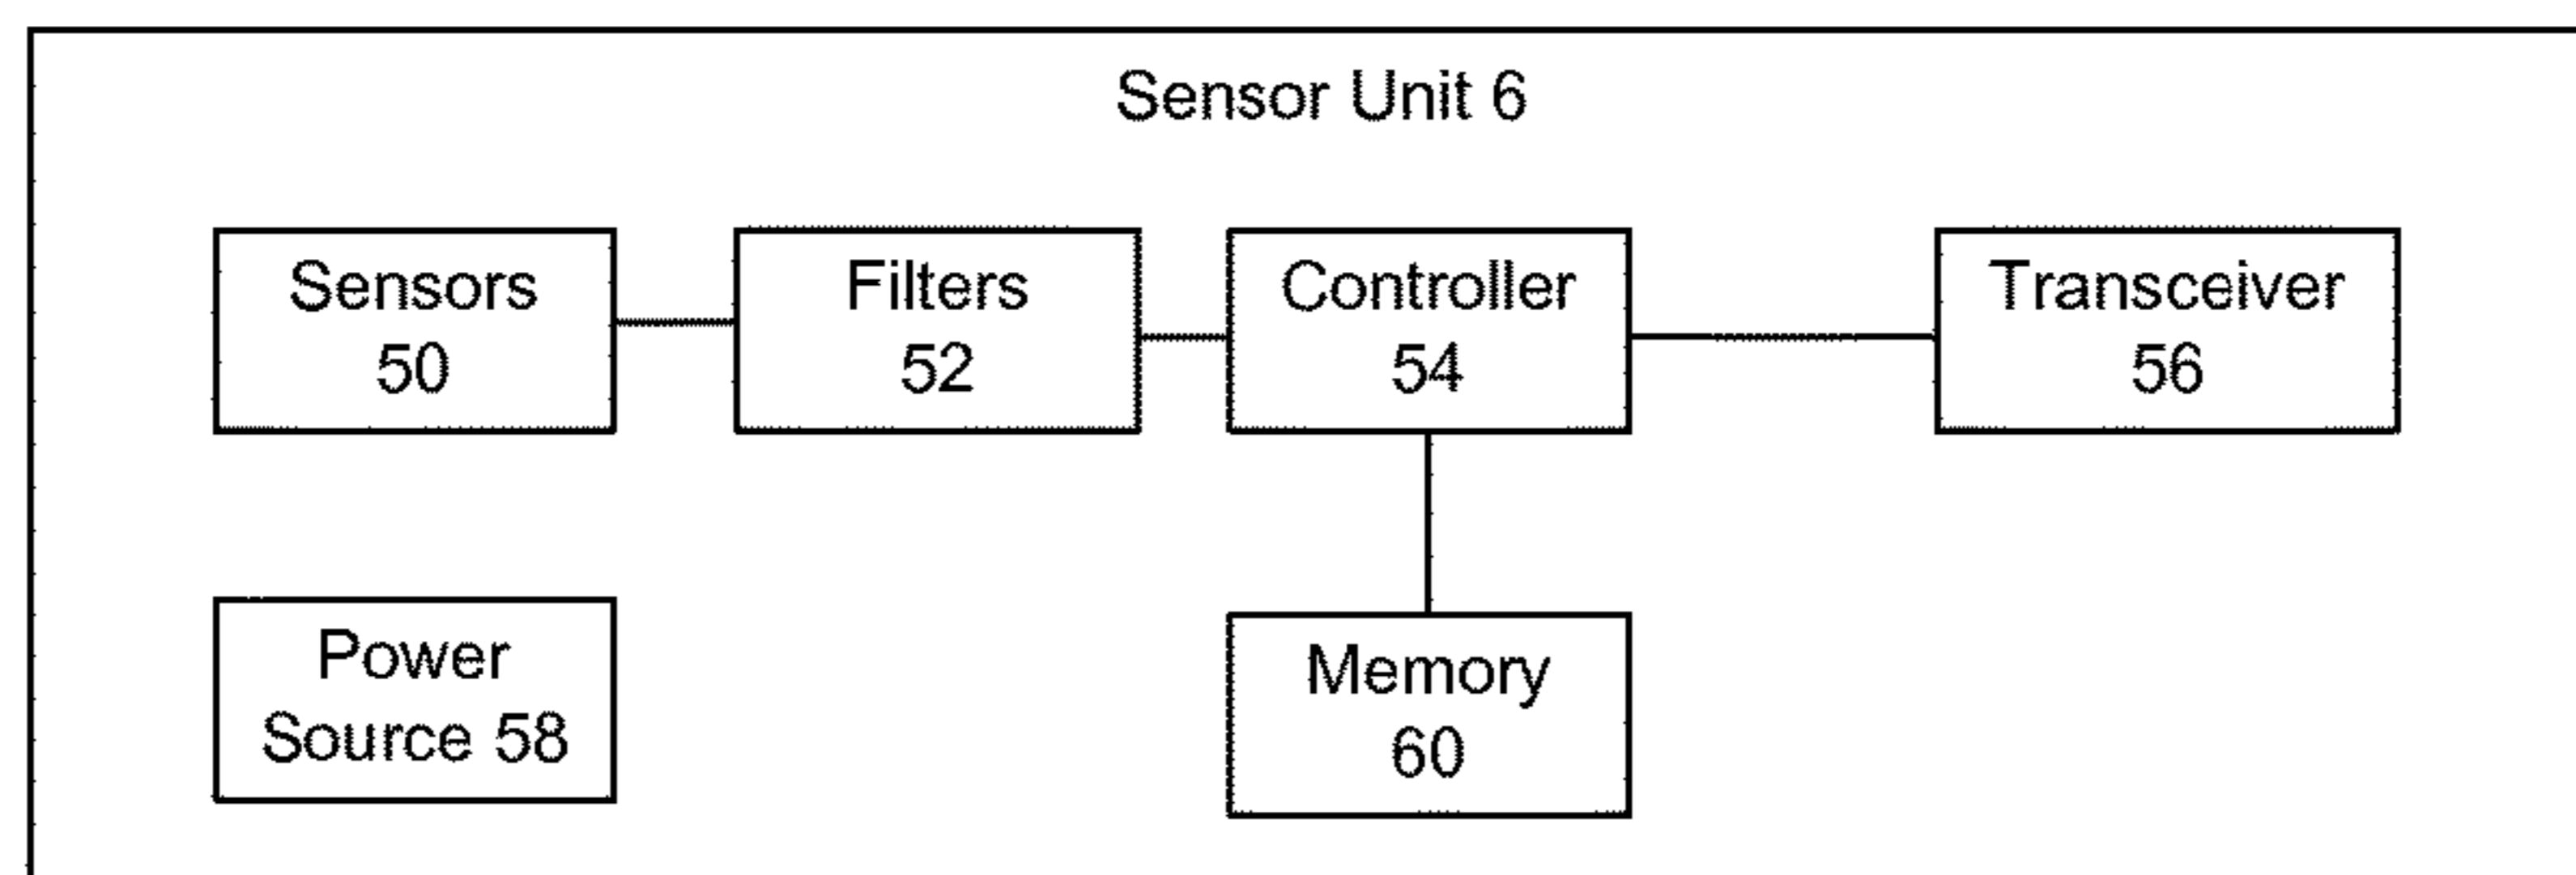 Sensor Unit 6
Sensors
50
Filters
52
Controller
54
Transceiver
56
Power
Source 58
Memory
60